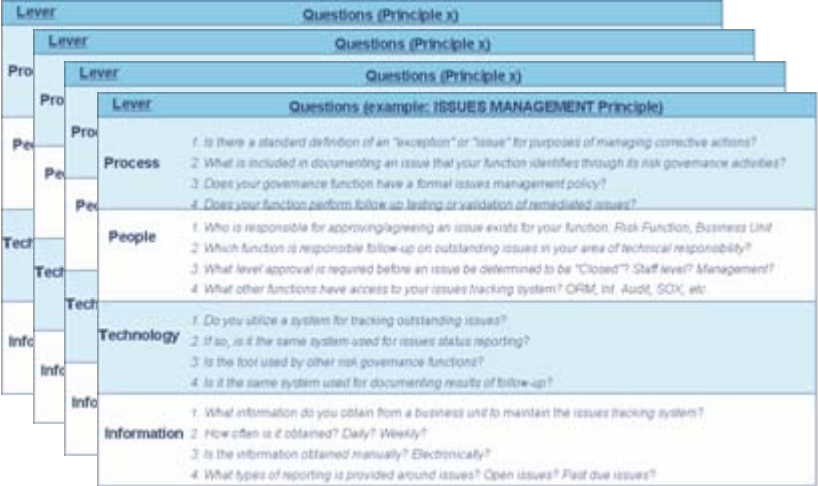 Lever Questions (Principle x)
Lever Questions (Principle x)
Pro
Lever Questions (Principle x)
Pro
Lever Questions (example: ISSUES MANAGEMENT Principle)
Pro
Process
1. Is there a standard definition of an "exception" or "issue" for purposes of managing corrective actions?
2. What is included in documenting an issue that your function identifies through its risk governance activities?
3. Does your governance function have a formal issues management policy?
4. Does your function perform follow up testing or validation of remediated issues?
Peo
Peo
Peo
People
1. Who is responsible for approving/agreeing an issue exists for your function: Risk Function, Business Unit
2. Which function is responsible follow-up on outstanding issues in your area of technical responsibility?
3. What level approval is required before an issue be determined to be "Closed"? Staff level? Management?
4. What other functions have access to your issues tracking system? ORM, Int. Audit, SOX, etc.
Tech
Tech
Tech
Technology
1. Do you utilize a system for tracking outstanding issues?
2. If so, is it the same system used for issues status reporting?
3. Is the tool used by other risk governance functions?
4. Is it the same system used for documenting results of follow-up?
Info
Info
Info
Information
1. What information do you obtain from a business unit to maintain the issues tracking system?
2. How often is it obtained? Daily? Weekly?
3. Is the information obtained manually? Electronically?
4. What types of reporting is provided around issues? Open issues? Past due issues?